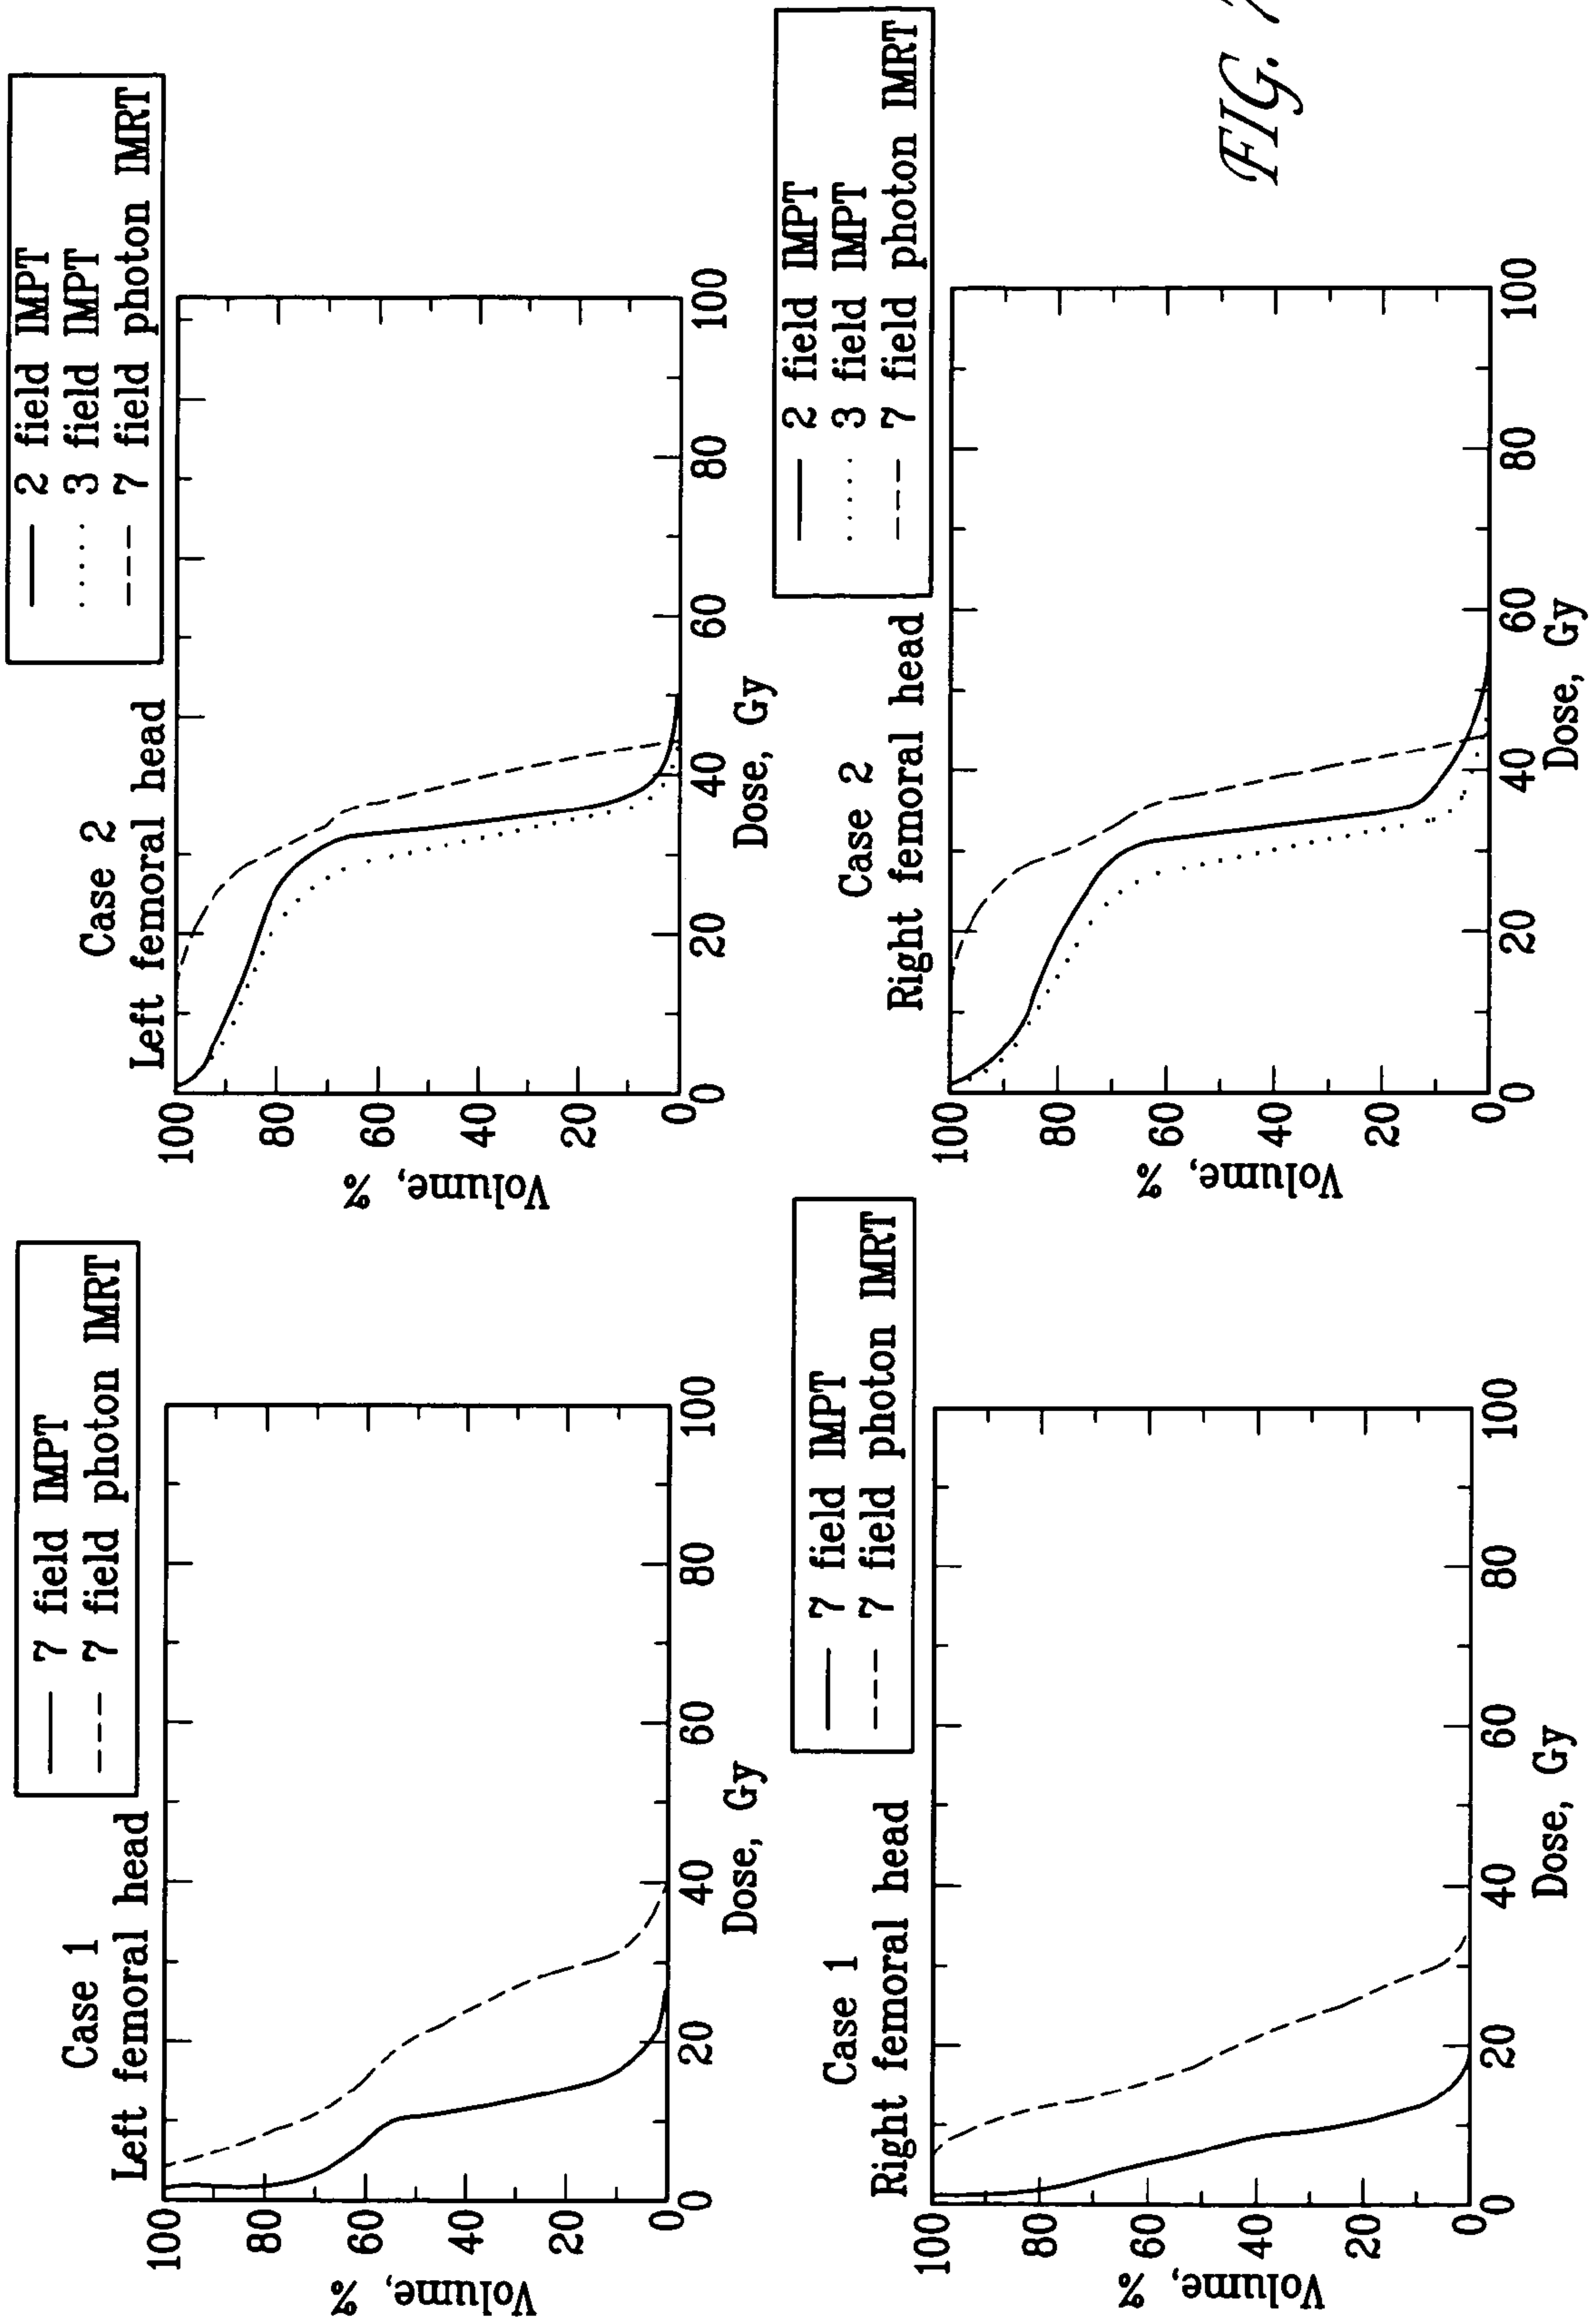 Case 1
Left femoral head
7 field IMPT
7 field photon IMRT
Volume, %
100
80
60
40
20
0
0
20
40
60
80
100
Dose, Gy
Case 1
Right femoral head
7 field IMPT
7 field photon IMRT
Volume, %
100
80
60
40
20
0
0
20
40
60
80
100
Dose, Gy
Case 2
Left femoral head
2 field IMPT
3 field IMPT
7 field photon IMRT
Volume, %
100
80
60
40
20
0
0
20
40
60
80
100
Dose, Gy
Case 2
Right femoral head
2 field IMPT
3 field IMPT
7 field photon IMRT
Volume, %
100
80
60
40
20
0
0
20
40
60
80
100
Dose, Gy
FIG.